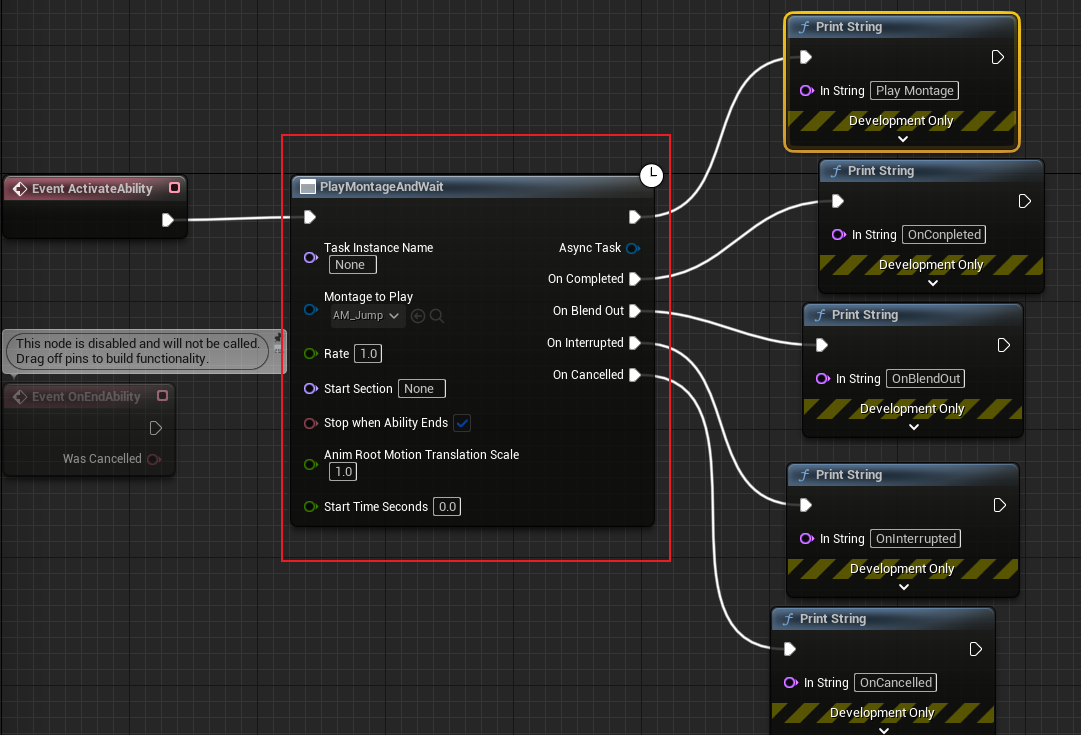 Event ActivateAbility
This node is disabled and will not be called.
Drag off pins to build functionality.
Event OnEndAbility
Was Cancelled
PlayMontageAndWait
Task Instance Name
None
Montage to Play
AM_Jump
Rate 1.0
Start Section None
Stop when Ability Ends
Anim Root Motion Translation Scale
1.0
Start Time Seconds 0.0
Async Task
On Completed
On Blend Out
On Interrupted
On Cancelled
f Print String
In String Play Montage
Development Only
f Print String
In String OnConpleted
Development Only
f Print String
In String OnBlendOut
Development Only
f Print String
In String OnInterrupted
Development Only
f Print String
In String OnCancelled
Development Only